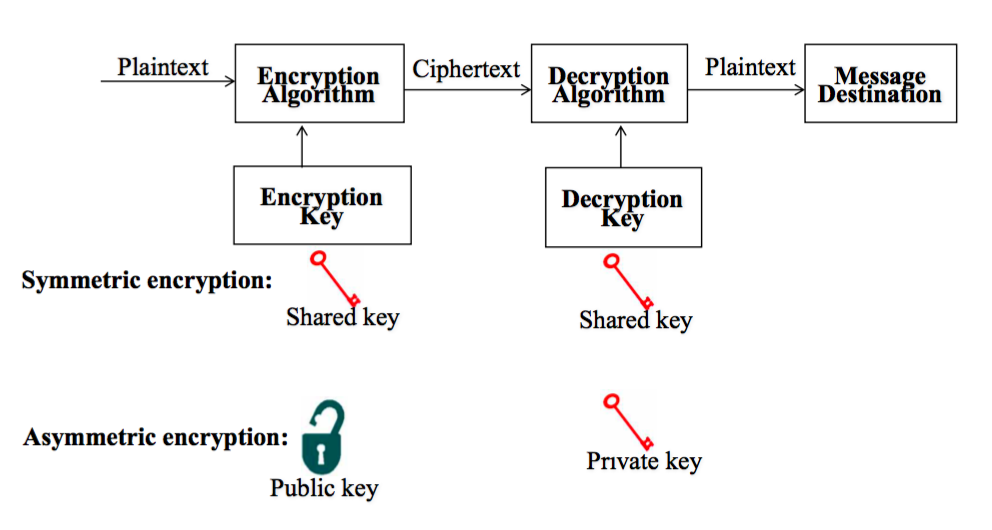 Plaintext
Encryption
Algorithm
Ciphertext
Decryption
Algorithm
Plaintext
Message
Destination
Encryption
Key
Decryption
Key
Symmetric encryption:
Shared key
Shared key
Asymmetric encryption:
Public key
Private key